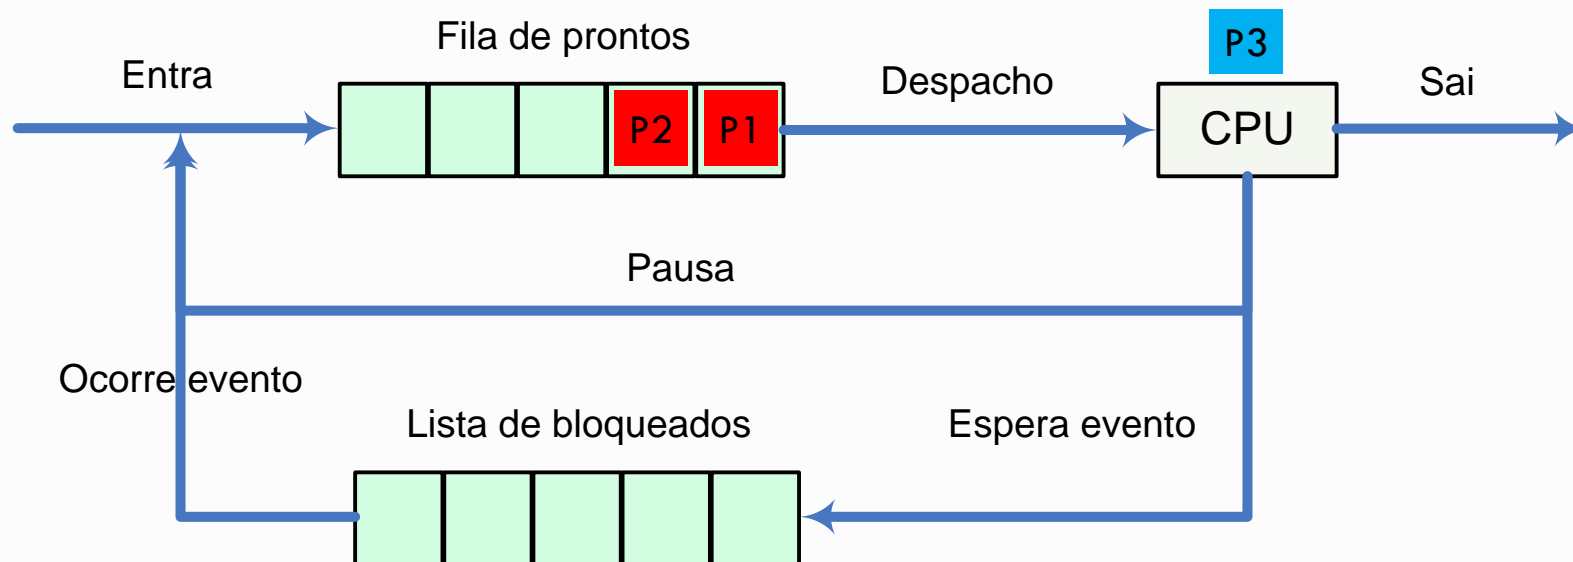 Fila de prontos
P3
Entra
Despacho
Sai
P2
P1
CPU
Pausa
Ocorre evento
Lista de bloqueados
Espera evento